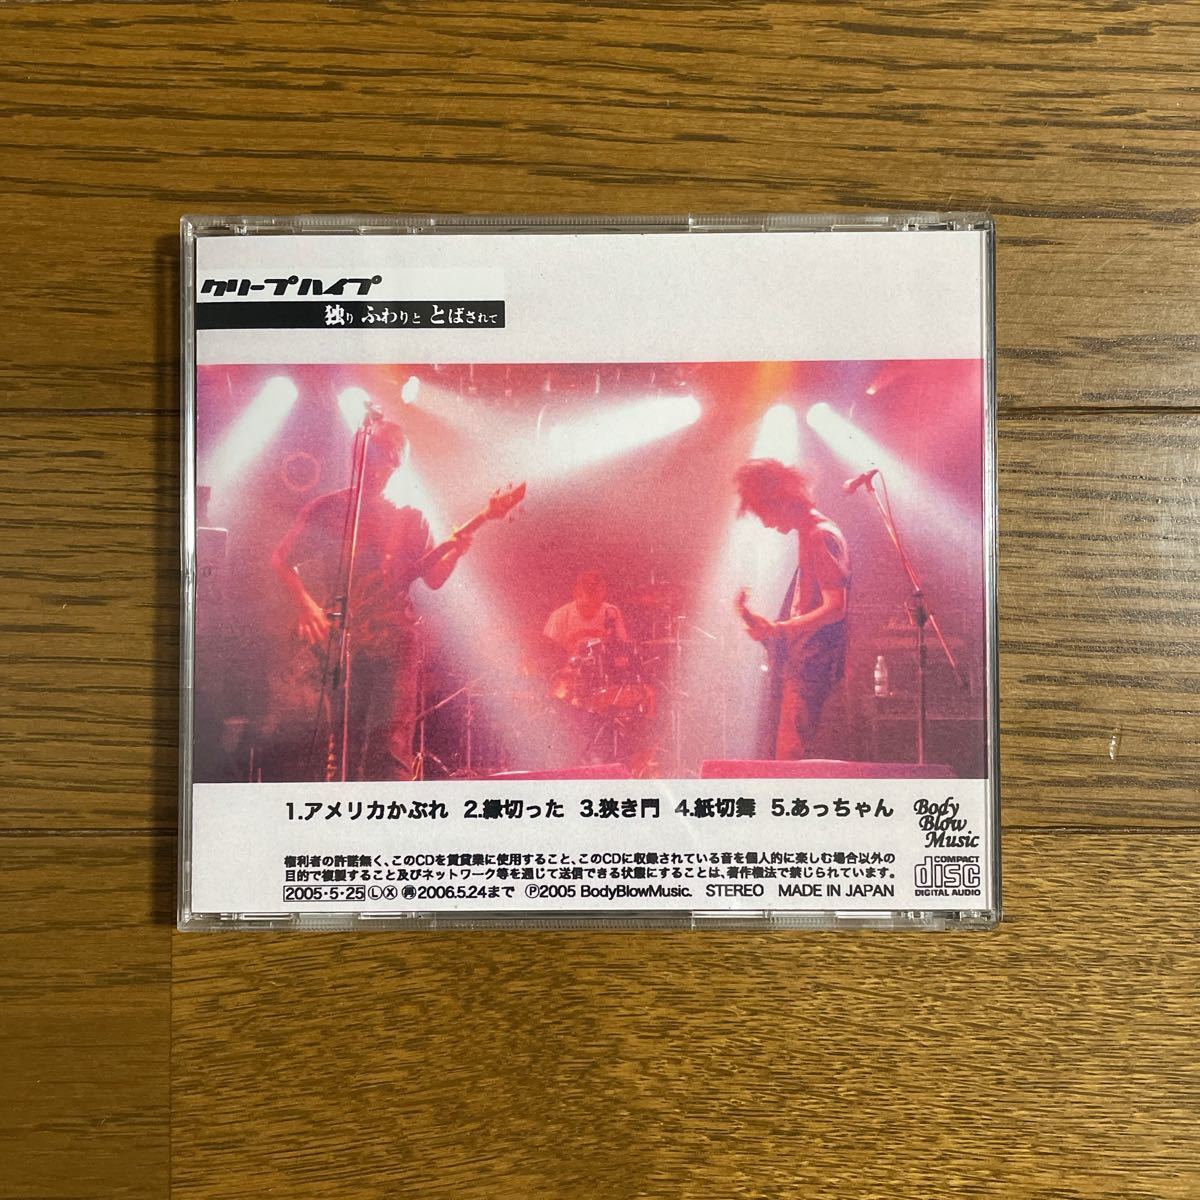 クリープハイプ
独り ふわりと とばされて
1.アメリカかぶれ 2.縁切った 3.狭き門 4.紙切舞 5.あっちゃん
Body
Blow
Music
権利者の許諾無く、このCDを賃貸業に使用すること、このCDに収録されている音を個人的に楽しむ場合以外の
目的で複製すること及びネットワーク等を通じて送信できる状態にすることは、著作権法で禁じられています。
2005・5・25 Ⓛ Ⓧ ㊣2006.5.24まで Ⓟ2005 BodyBlowMusic. STEREO MADE IN JAPAN
COMPACT
disc
DIGITAL AUDIO